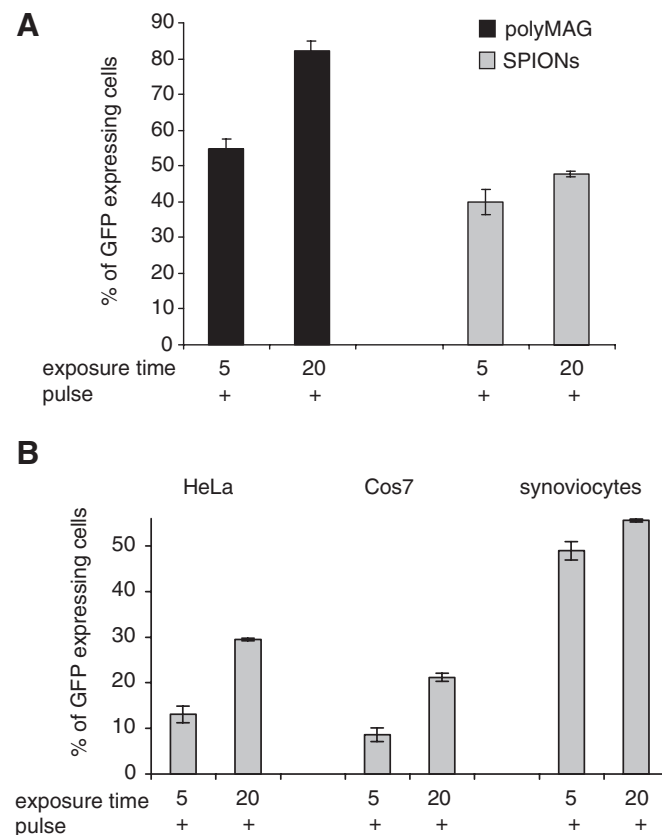 A
90
80
70
60
50
40
30
20
10
0
% of GFP expressing cells
polyMAG
SPIONs
exposure time 5 20 5 20
pulse + + + +
B
HeLa Cos7 synoviocytes
50
40
30
20
10
0
% of GFP expressing cells
exposure time 5 20 5 20 5 20
pulse + + + + + +